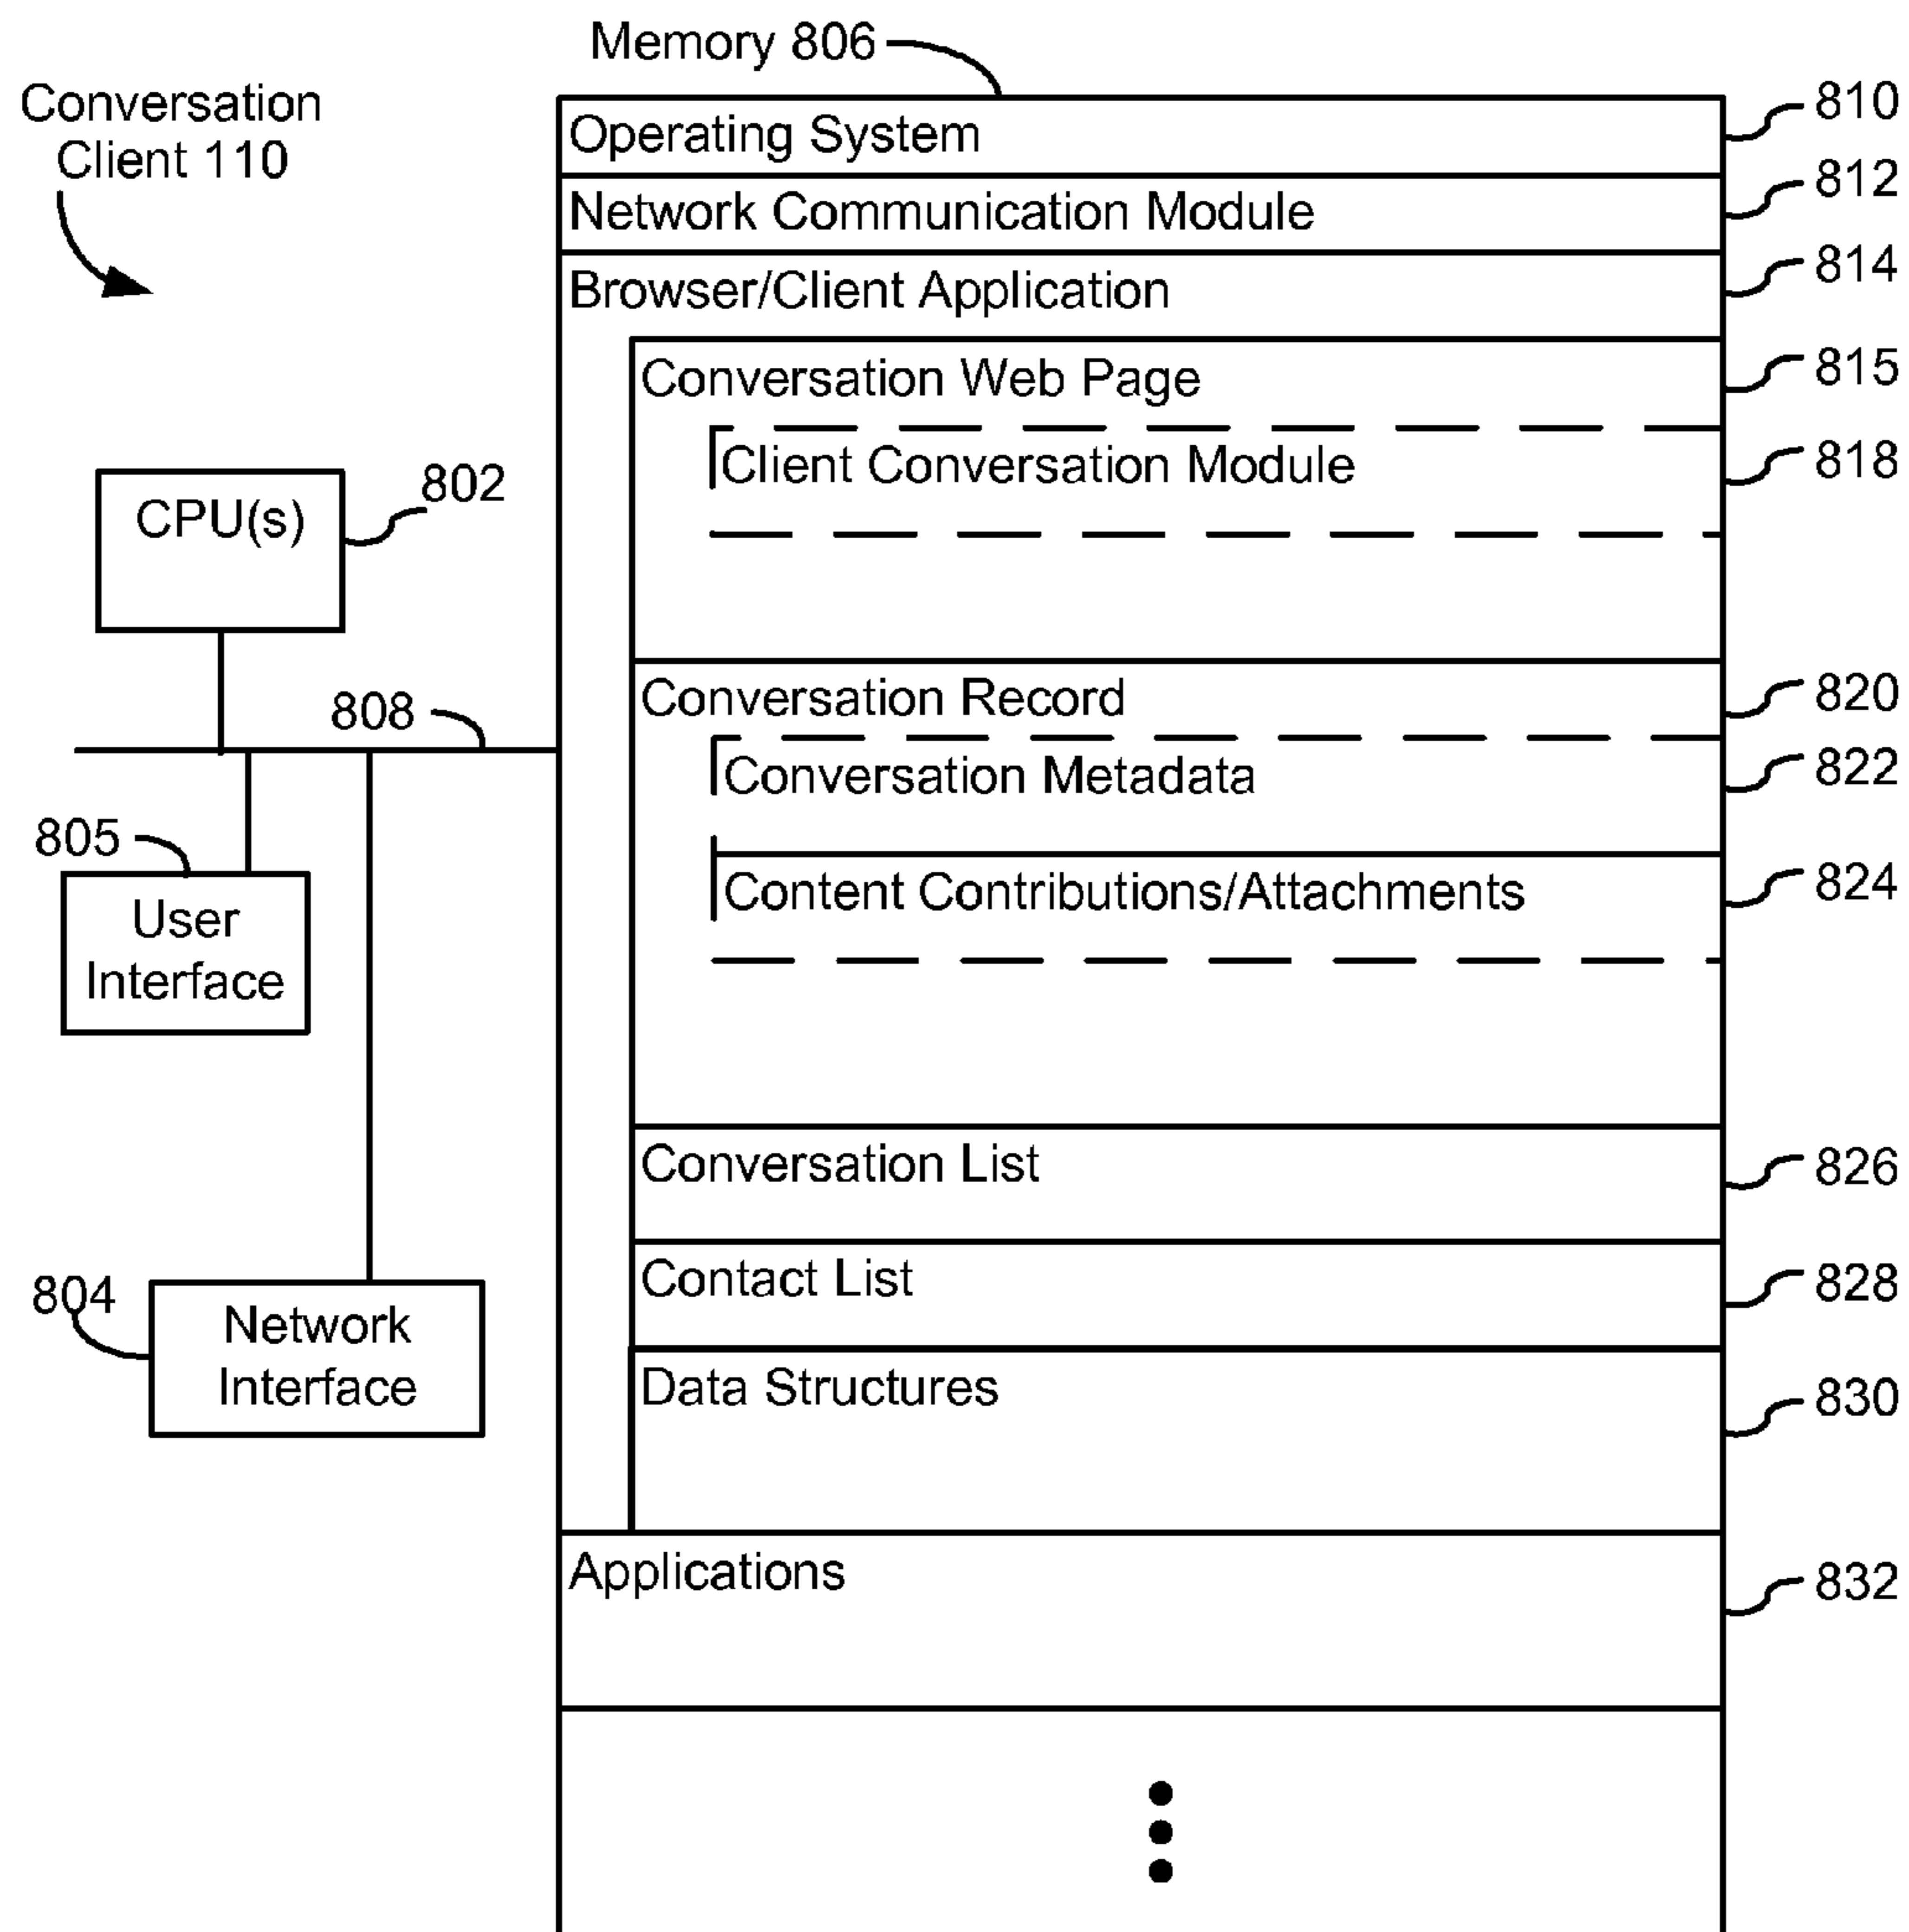 Memory 806
Conversation
Client 110
Operating System
810
Network Communication Module
812
Browser/Client Application
814
Conversation Web Page
815
Client Conversation Module
818
CPU(s)
802
808
Conversation Record
820
Conversation Metadata
822
805
User
Interface
Content Contributions/Attachments
824
Conversation List
826
804
Network
Interface
Contact List
828
Data Structures
830
Applications
832